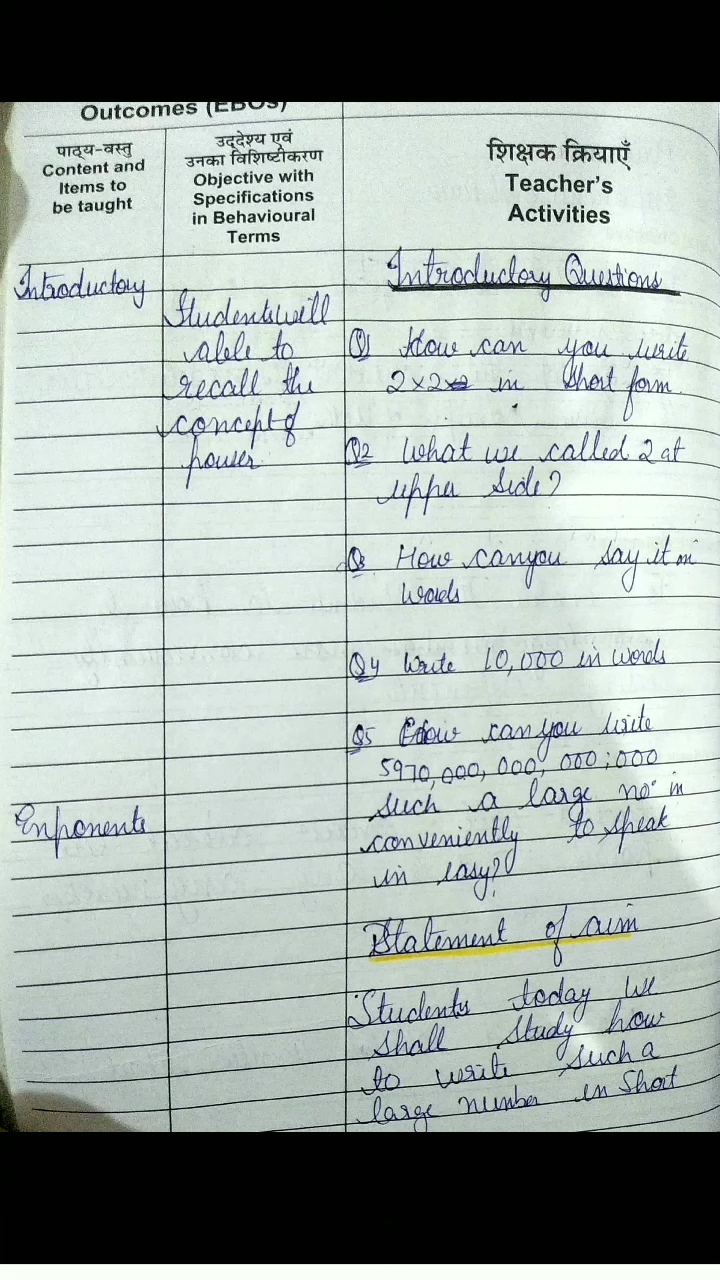 Outcomes (EBOs)
पाठ्य-वस्तु
Content and
Items to
be taught
उद्देश्य एवं
उनका विशिष्टीकरण
Objective with
Specifications
in Behavioural
Terms
शिक्षक क्रियाएँ
Teacher's
Activities
Introductory
Students will
able to
recall the
concept of
power
Introductory Questions
Q1 How can you write
2×2 in short form.
Q2 What we called 2 at
upper side?
Q3 How can you say it in
words
Q4 Write 10,000 in words
Q5 How can you write
5970,000,000,000,000
such a large no. in
conveniently to speak
in easy?
Exponents
Statement of aim
Students today we
shall study how
to write such a
large number in short